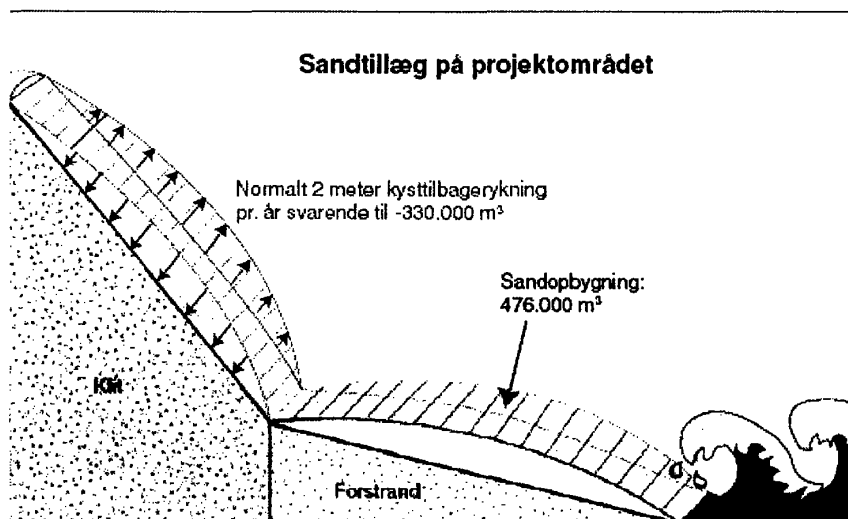 Sandtillæg på projektområdet
Normalt 2 meter kysttilbagerykning
pr. år svarende til -330.000 m³
Sandopbygning:
476.000 m³
Klit
Forstrand